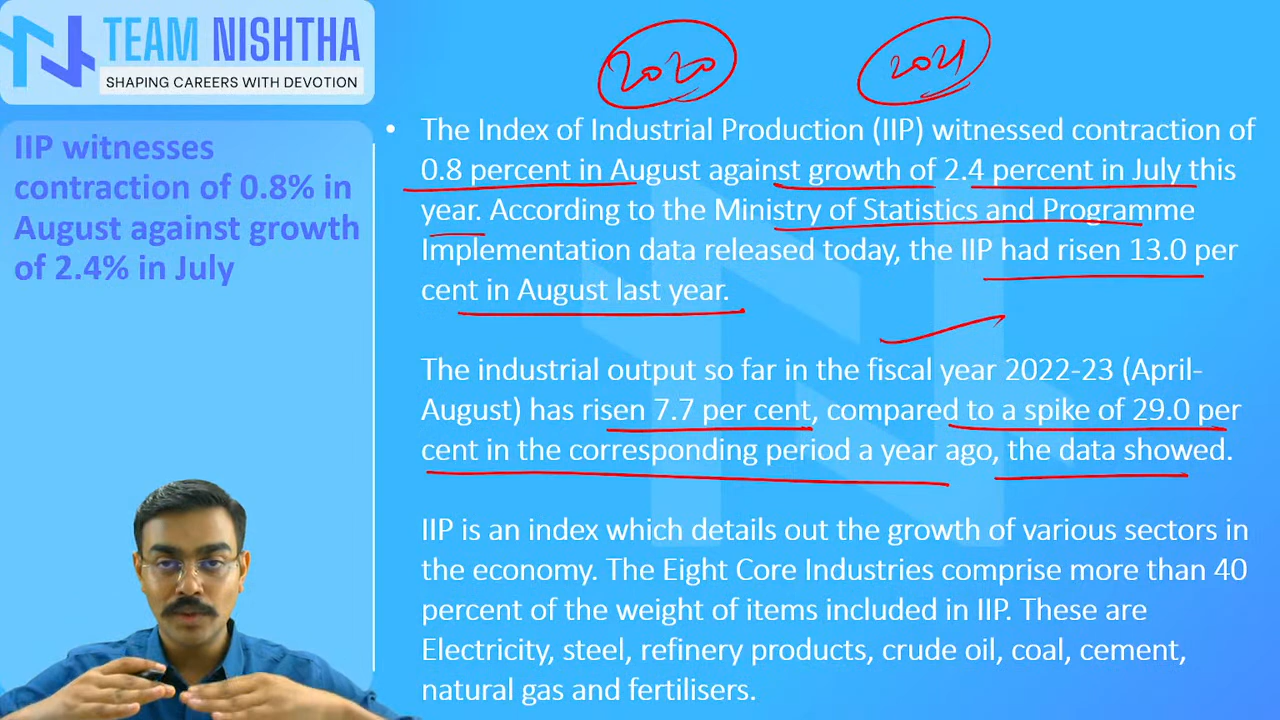 TEAM NISHTHA
SHAPING CAREERS WITH DEVOTION
2020
2021
IIP witnesses
contraction of 0.8% in
August against growth
of 2.4% in July
• The Index of Industrial Production (IIP) witnessed contraction of
0.8 percent in August against growth of 2.4 percent in July this
year. According to the Ministry of Statistics and Programme
Implementation data released today, the IIP had risen 13.0 per
cent in August last year.
The industrial output so far in the fiscal year 2022-23 (April-
August) has risen 7.7 per cent, compared to a spike of 29.0 per
cent in the corresponding period a year ago, the data showed.
IIP is an index which details out the growth of various sectors in
the economy. The Eight Core Industries comprise more than 40
percent of the weight of items included in IIP. These are
Electricity, steel, refinery products, crude oil, coal, cement,
natural gas and fertilisers.